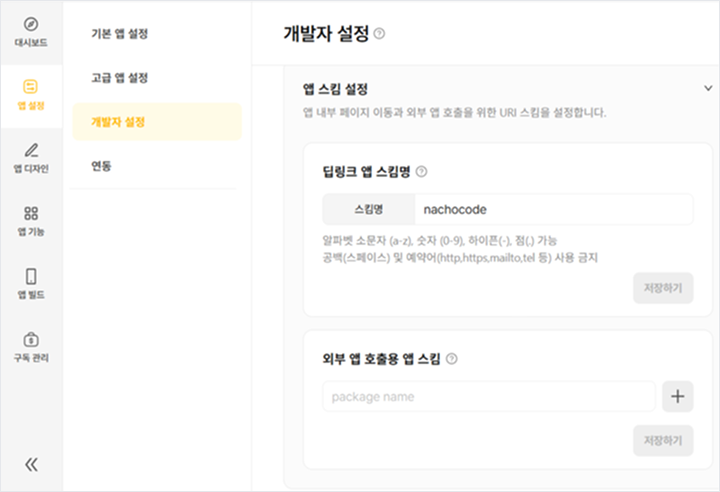 대시보드
앱 설정
앱 디자인
앱 기능
앱 빌드
구독 관리
기본 앱 설정
고급 앱 설정
개발자 설정
연동
개발자 설정
앱 스킴 설정
앱 내부 페이지 이동과 외부 앱 호출을 위한 URI 스킴을 설정합니다.
딥링크 앱 스킴명
스킴명 nachocode
알파벳 소문자 (a-z), 숫자 (0-9), 하이픈(-), 점(.) 가능
공백(스페이스) 및 예약어(http,https,mailto,tel 등) 사용 금지
저장하기
외부 앱 호출용 앱 스킴
package name
저장하기